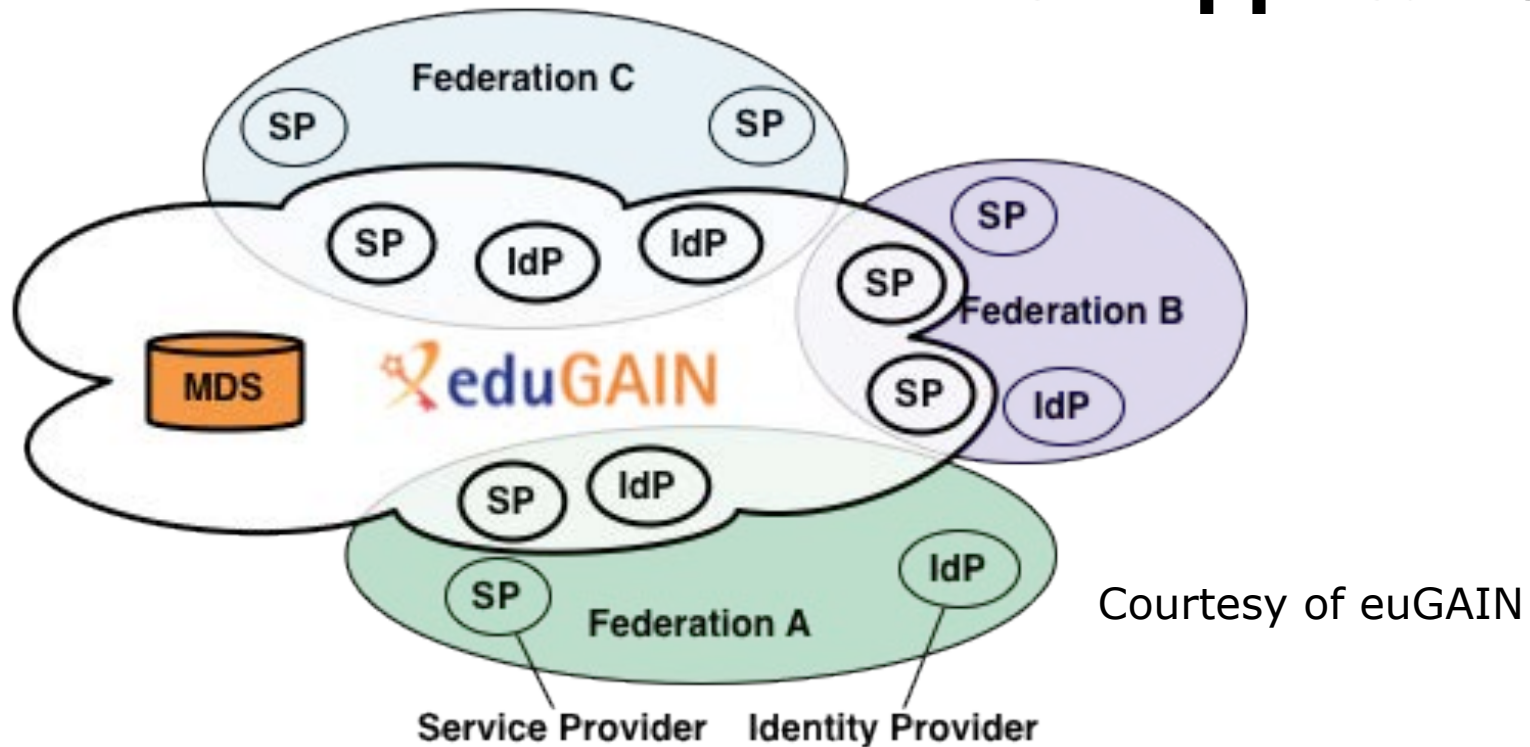 Federation C
SP
SP
SP
IdP
IdP
SP
SP
Federation B
SP
IdP
MDS
eduGAIN
SP
IdP
SP
IdP
Federation A
Courtesy of euGAIN
Service Provider
Identity Provider